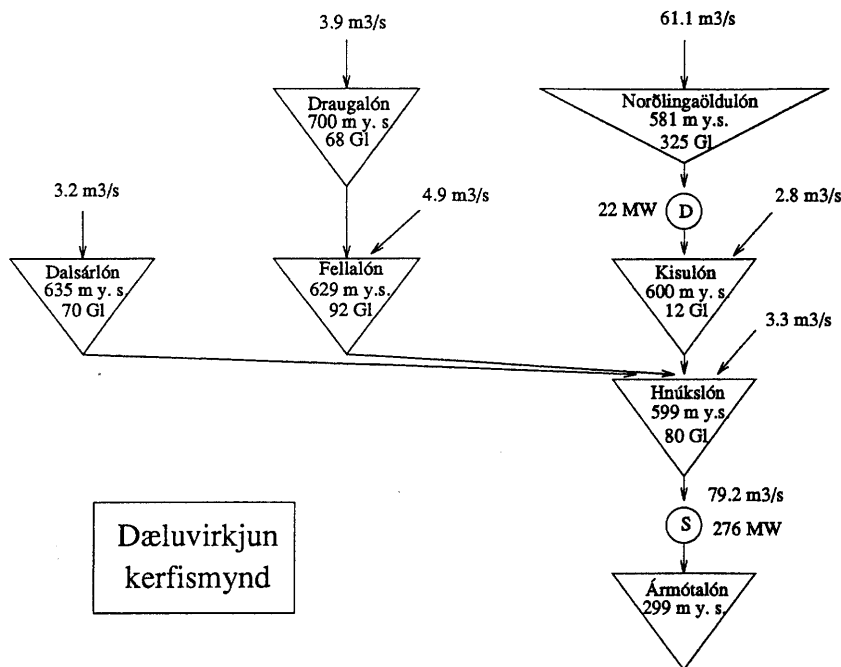 3.9 m3/s
61.1 m3/s
Draugalón
700 m y. s.
68 Gl
Norðlingaöldulón
581 m y.s.
325 Gl
3.2 m3/s
4.9 m3/s
22 MW
D
2.8 m3/s
Dalsárlón
635 m y. s.
70 Gl
Fellalón
629 m y.s.
92 Gl
Kisulón
600 m y. s.
12 Gl
3.3 m3/s
Hnúkslón
599 m y.s.
80 Gl
79.2 m3/s
S
276 MW
Dæluvirkjun
kerfismynd
Ármótalón
299 m y. s.